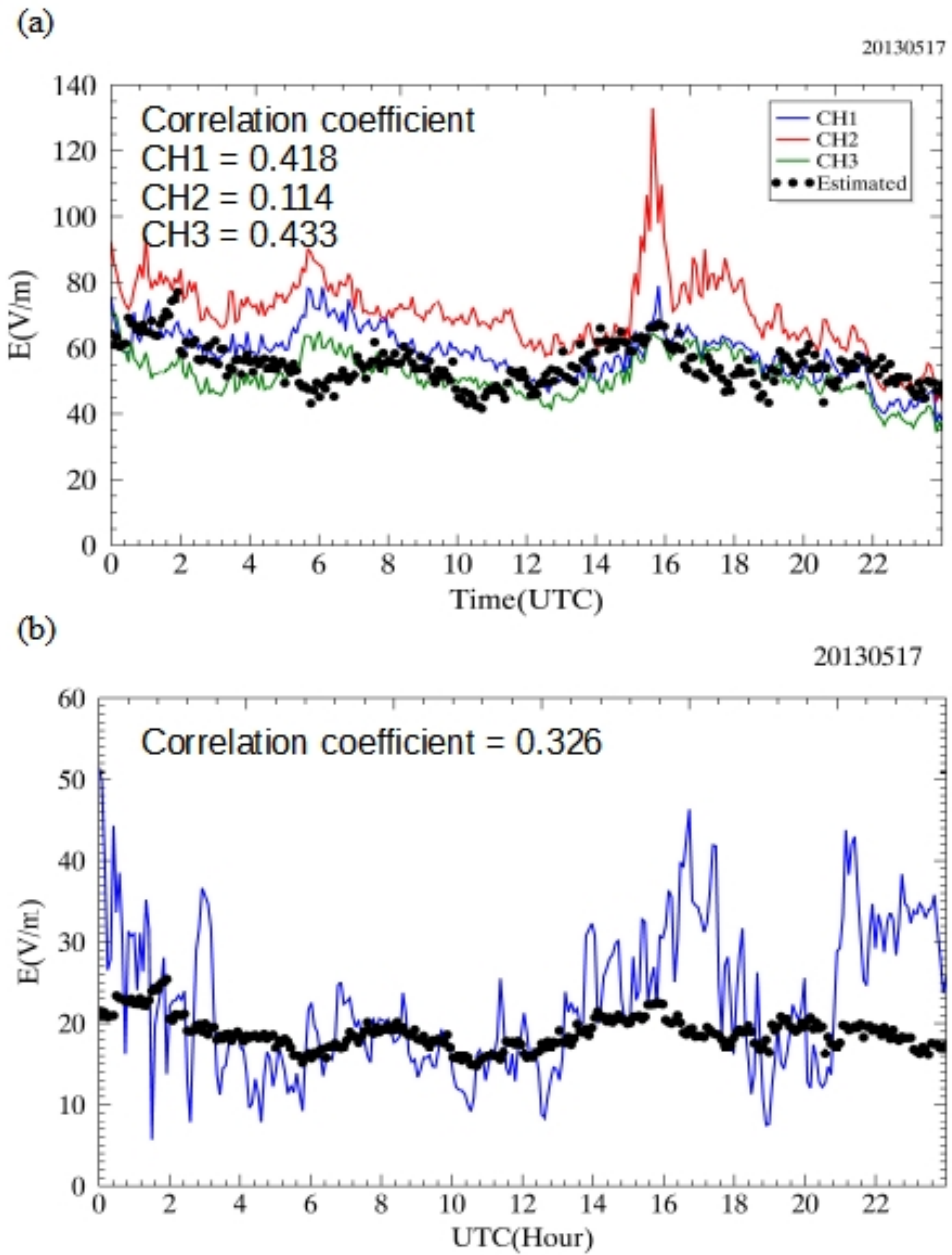 (a)
20130517
140
120
100
80
60
40
20
0
E(V/m)
Correlation coefficient
CH1 = 0.418
CH2 = 0.114
CH3 = 0.433
CH1
CH2
CH3
Estimated
0 2 4 6 8 10 12 14 16 18 20 22
Time(UTC)
(b)
20130517
60
50
40
30
20
10
0
E(V/m)
Correlation coefficient = 0.326
0 2 4 6 8 10 12 14 16 18 20 22
UTC(Hour)